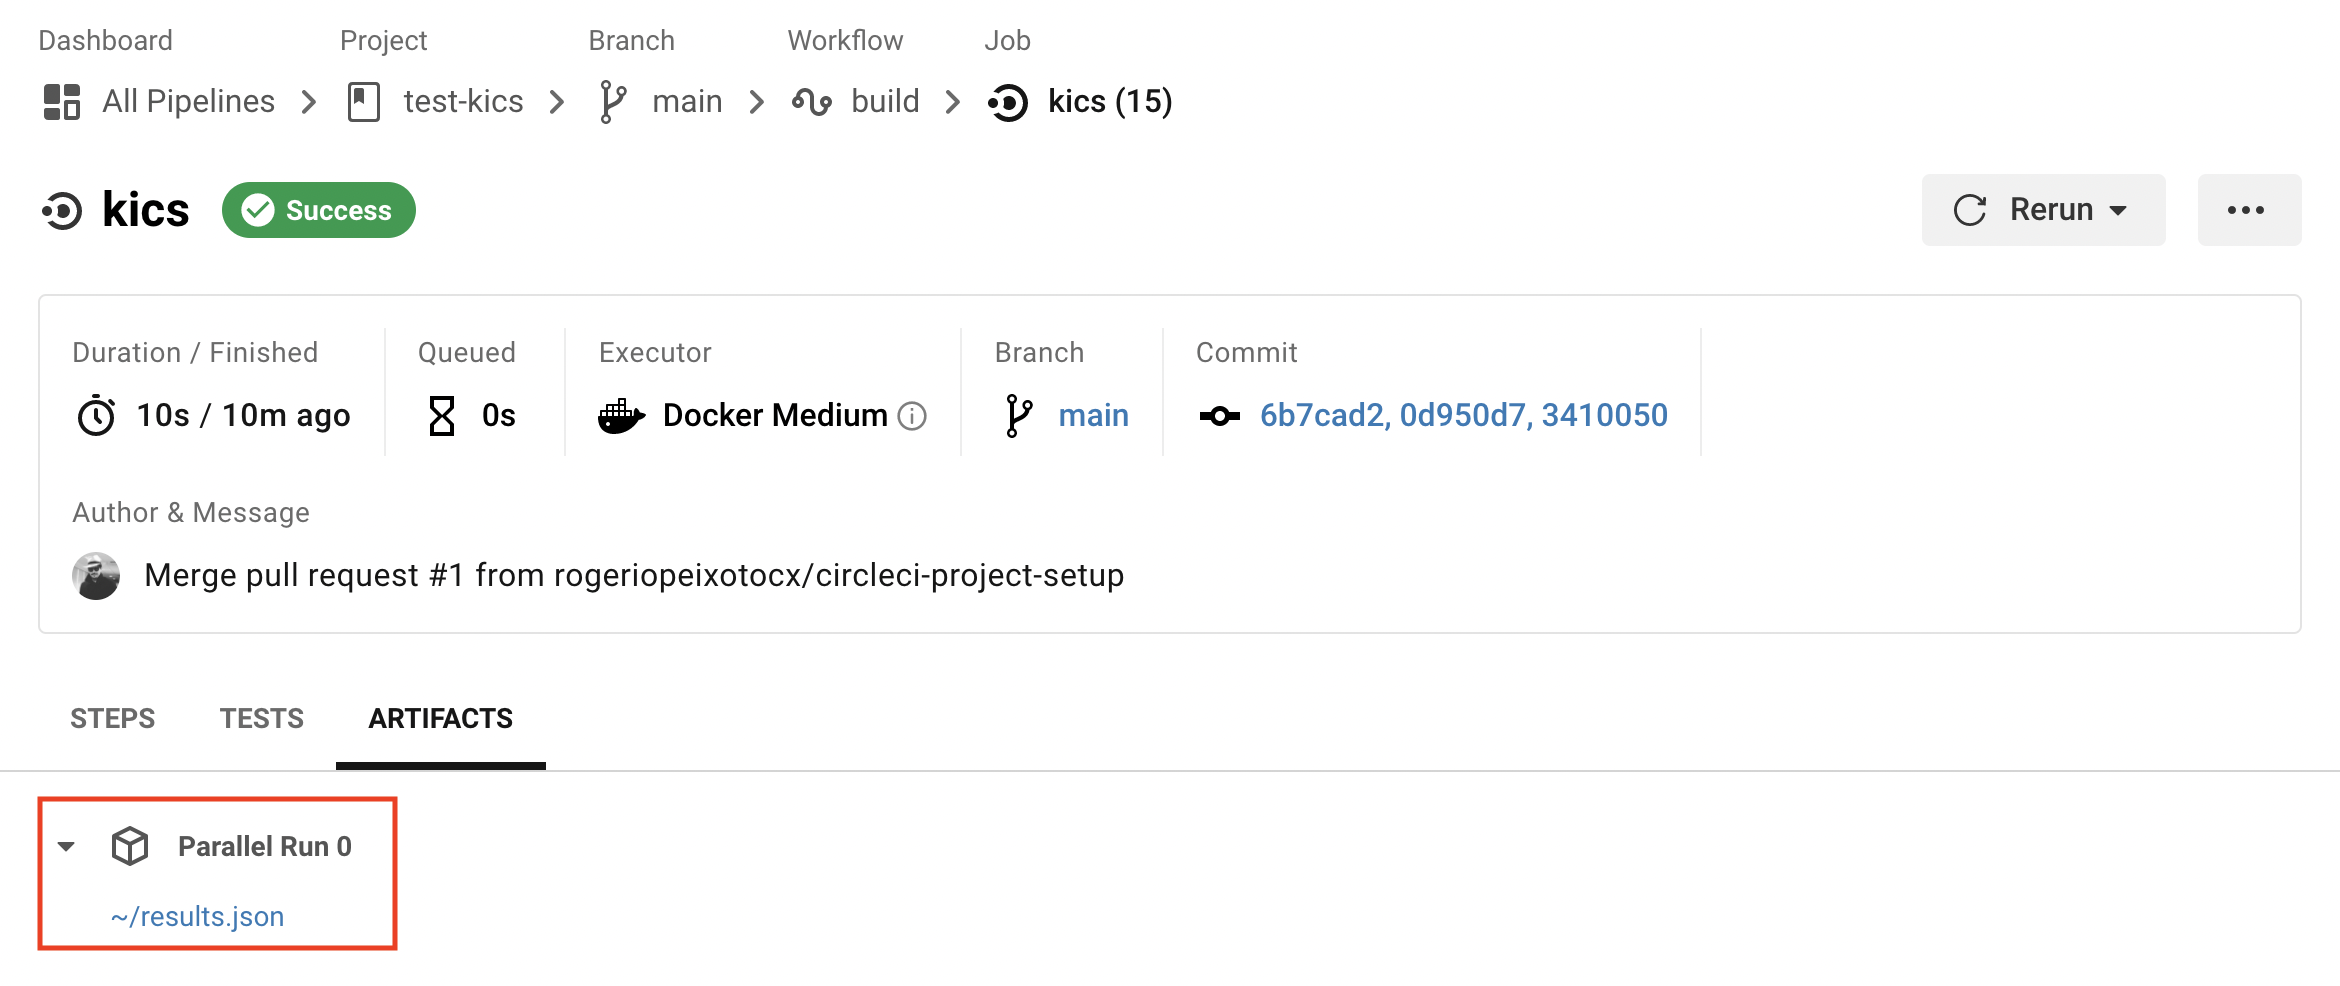 Dashboard Project Branch Workflow Job
All Pipelines test-kics main build kics (15)
kics Success Rerun
Duration / Finished Queued Executor Branch Commit
10s / 10m ago 0s Docker Medium main 6b7cad2, 0d950d7, 3410050
Author & Message
Merge pull request #1 from rogeriopeixotocx/circleci-project-setup
STEPS TESTS ARTIFACTS
Parallel Run 0
~/results.json